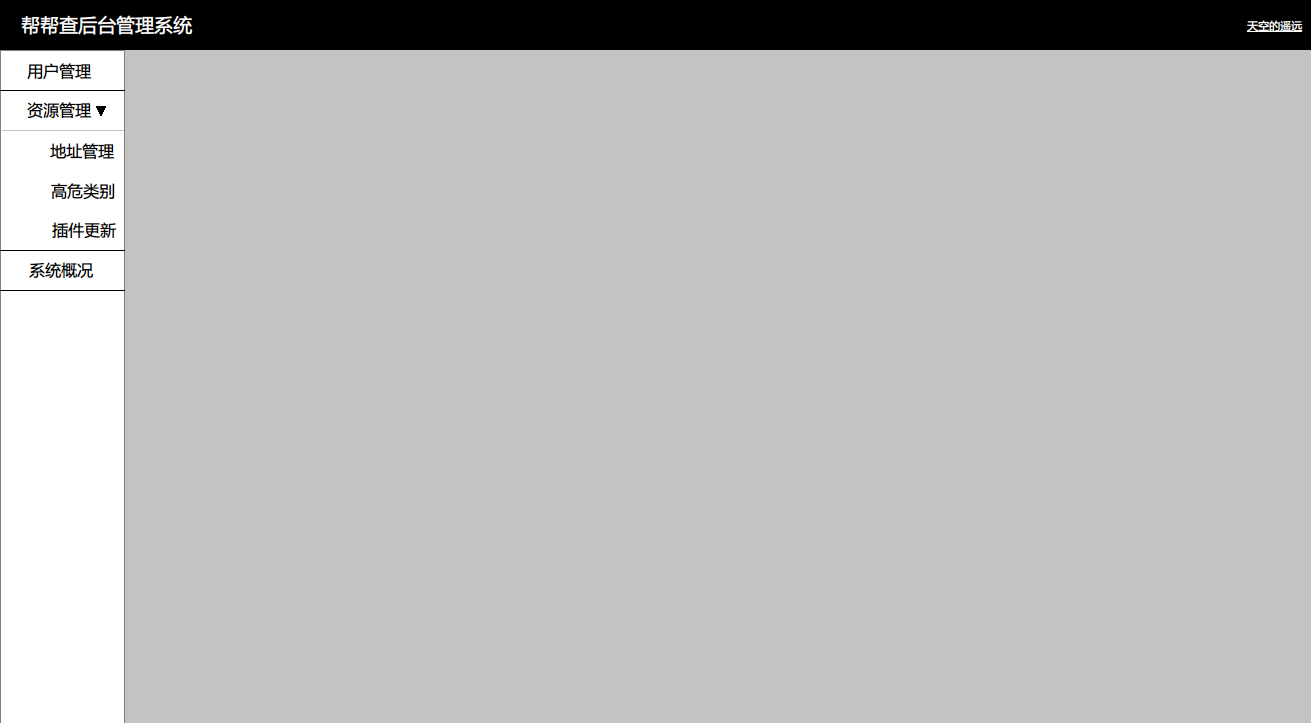 帮帮查后台管理系统
天空的遥远
用户管理
资源管理▼
地址管理
高危类别
插件更新
系统概况